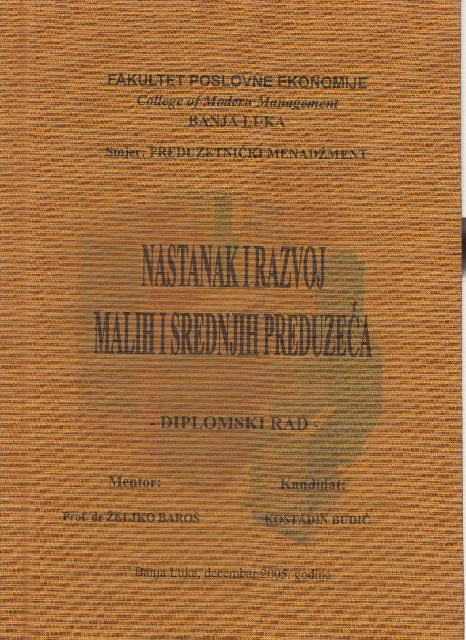 FAKULTET POSLOVNE EKONOMIJE
College of Modern Management
BANJA LUKA
Smjer: PREDUZETNIČKI MENADŽMENT
NASTANAK I RAZVOJ
MALIH I SREDNJIH PREDUZEĆA
- DIPLOMSKI RAD -
Mentor: Kandidat:
Prof. dr ŽELJKO BAROŠ KOSTADIN BUDIĆ
Banja Luka, decembar 2005. godine